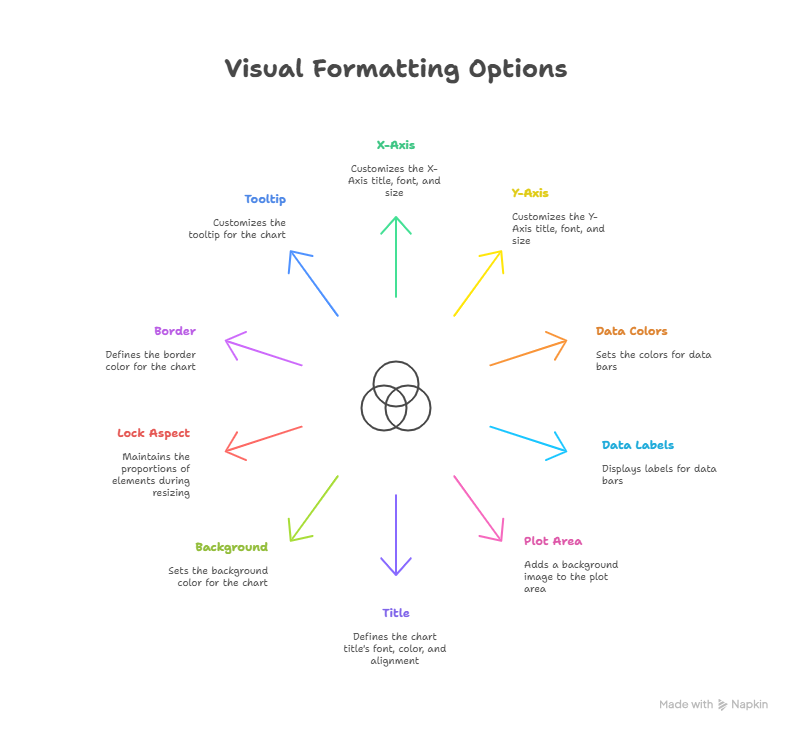 Visual Formatting Options
X-Axis
Customizes the X-
Axis title, font, and
size
Y-Axis
Customizes the Y-
Axis title, font, and
size
Data Colors
Sets the colors for data
bars
Data Labels
Displays labels for data
bars
Plot Area
Adds a background
image to the plot
area
Title
Defines the chart
title's font, color, and
alignment
Background
Sets the background
color for the chart
Lock Aspect
Maintains the
proportions of
elements during
resizing
Border
Defines the border
color for the chart
Tooltip
Customizes the
tooltip for the chart
Made with Napkin